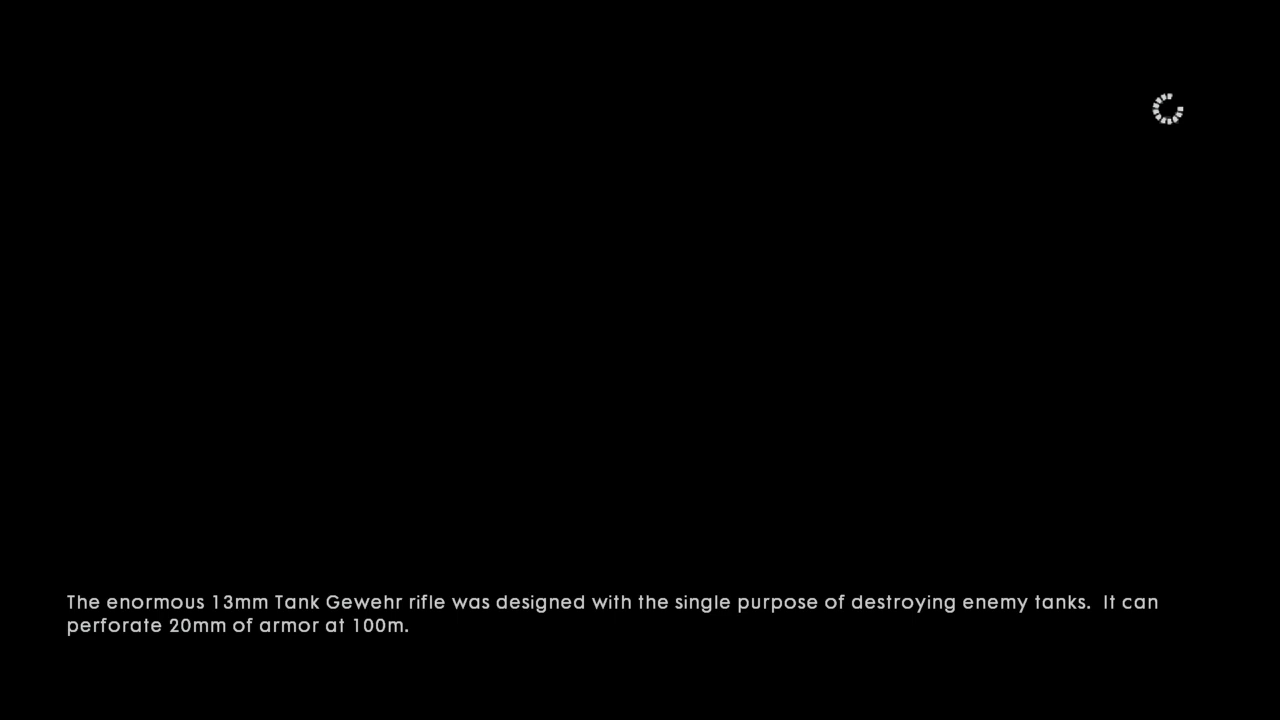 The enormous 13mm Tank Gewehr rifle was designed with the single purpose of destroying enemy tanks.  It can
perforate 20mm of armor at 100m.